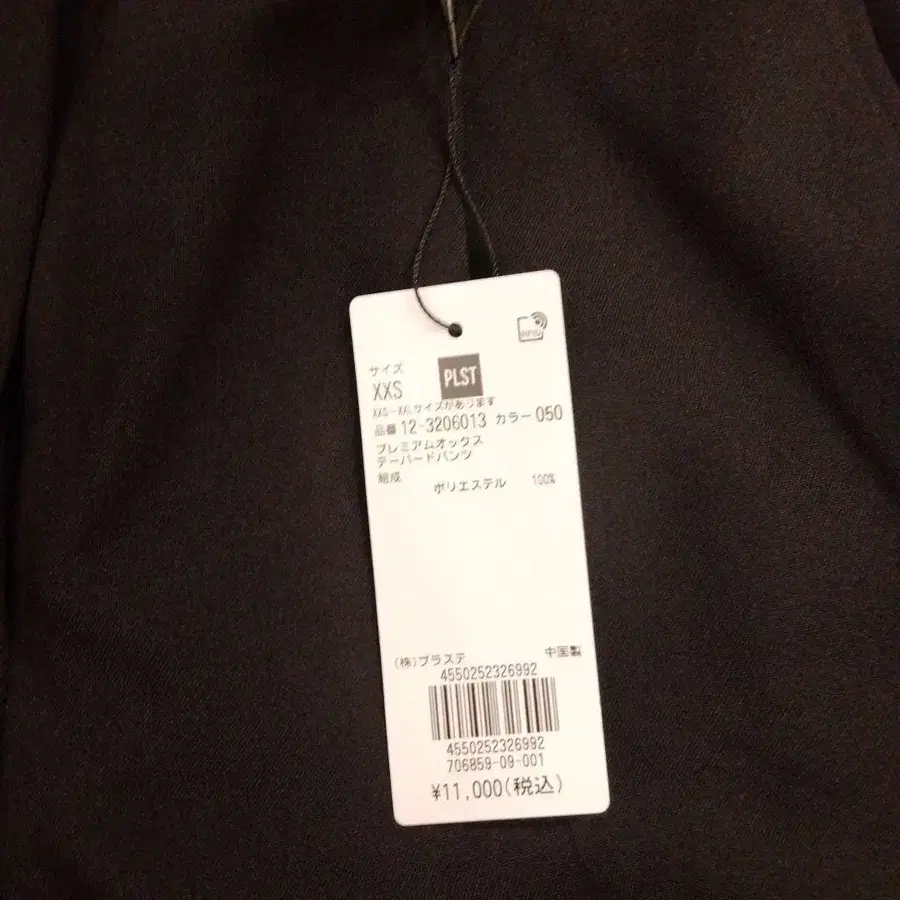 サイズ
XXS
PLST
XXS-XXLサイズがあります
品番 12-3206013 カラー 050
プレミアムオックス
テーパードパンツ
組成
ポリエステル 100%
(株)プラステ 中国製
4550252326992
4550252326992
706859-09-001
¥11,000(税込)